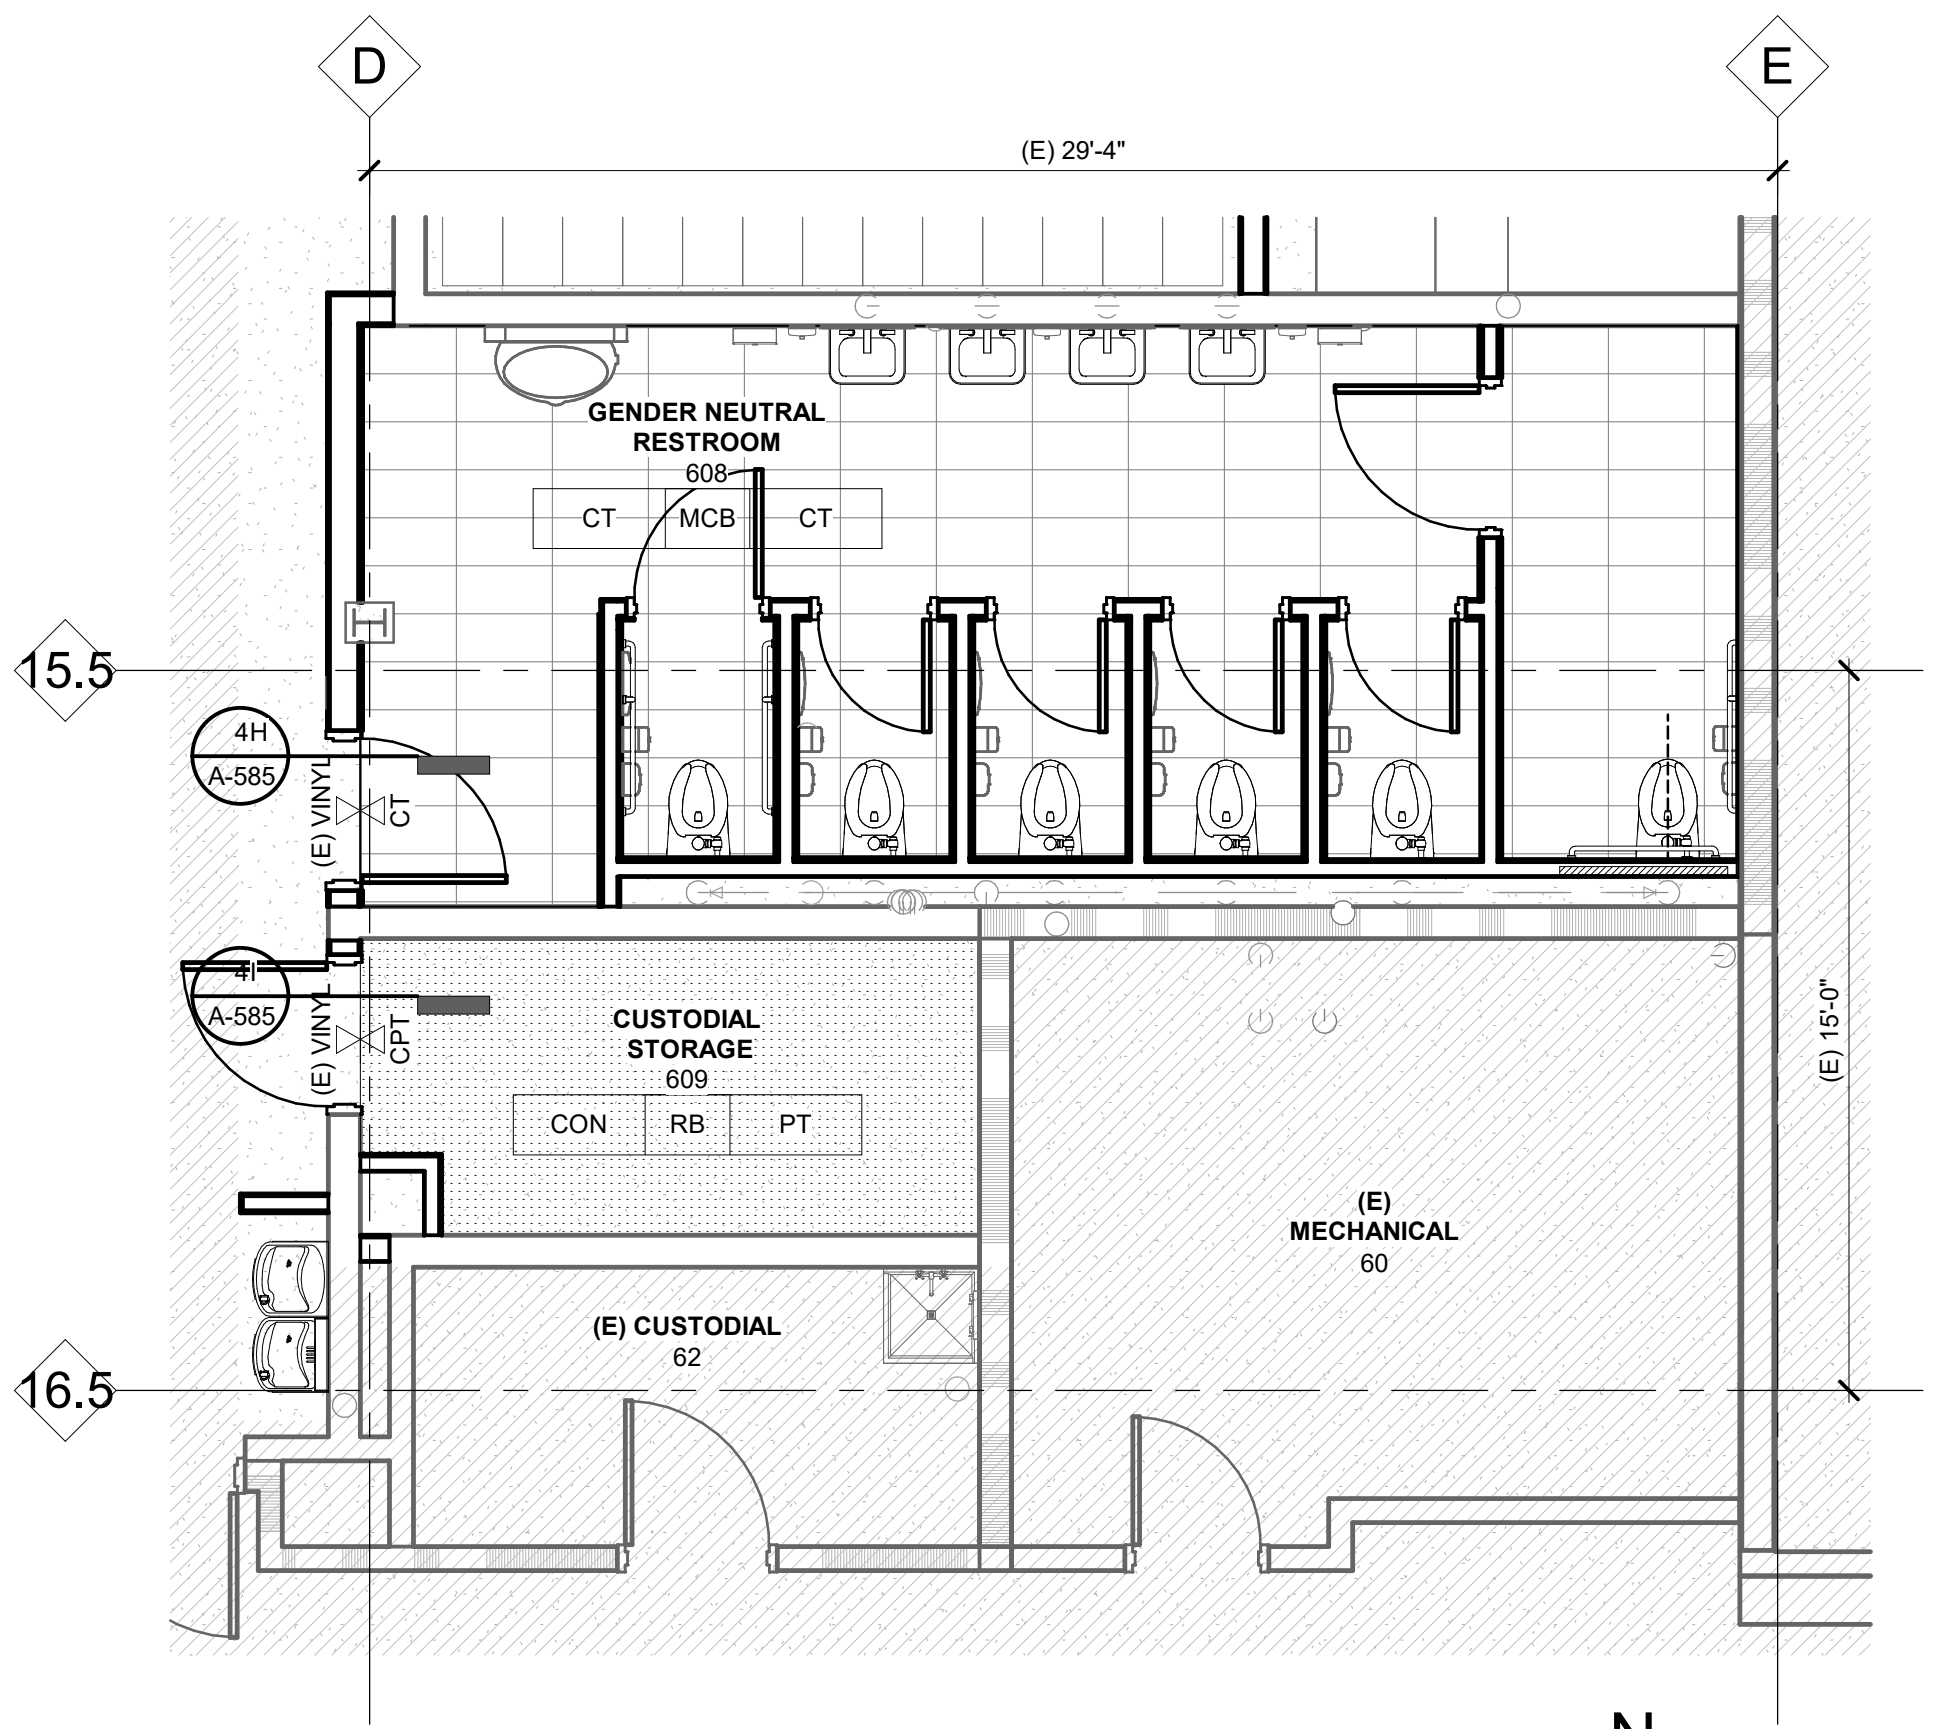 D
E
(E) 29'-4"
GENDER NEUTRAL
RESTROOM
608
CT
MCB
CT
15.5
4H
A-585
(E) VINYL
CT
4I
A-585
(E) VINYL
CPT
CUSTODIAL
STORAGE
609
CON
RB
PT
(E) 15'-0"
(E)
MECHANICAL
60
(E) CUSTODIAL
62
16.5
N